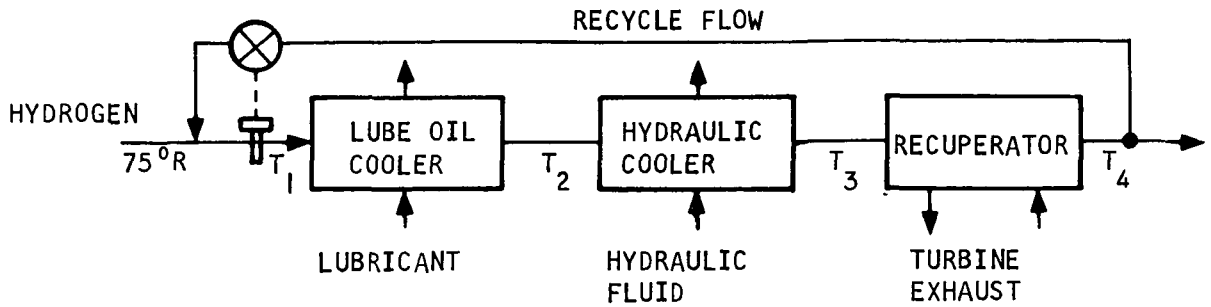 RECYCLE FLOW
HYDROGEN
75°R
T1
LUBE OIL
COOLER
T2
HYDRAULIC
COOLER
T3
RECUPERATOR
T4
LUBRICANT
HYDRAULIC
FLUID
TURBINE
EXHAUST